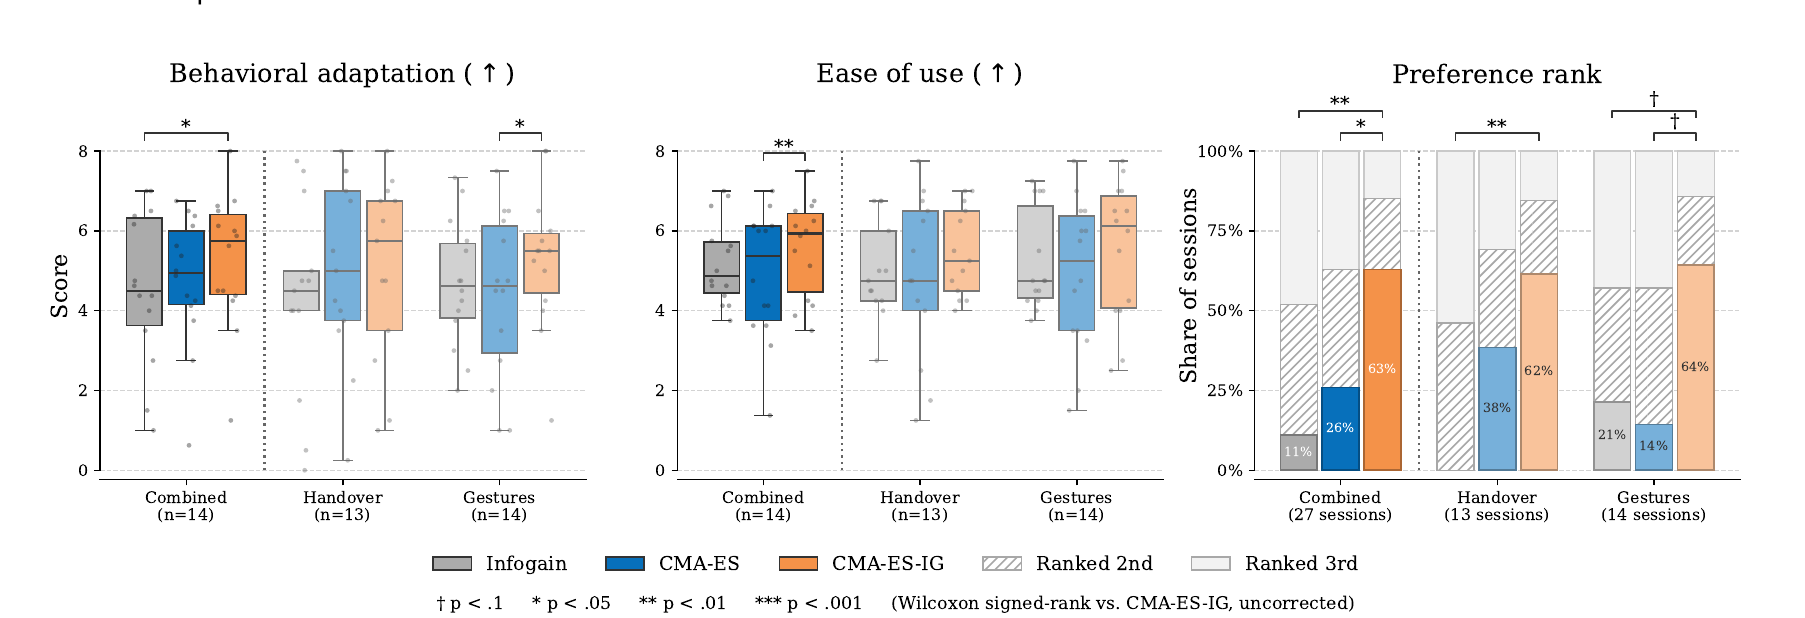 Behavioral adaptation ( ↑ )
Ease of use ( ↑ )
Preference rank
*
*
**
**
*
**
†
†
Score
8
6
4
2
0
Combined
(n=14)
Handover
(n=13)
Gestures
(n=14)
8
6
4
2
0
Combined
(n=14)
Handover
(n=13)
Gestures
(n=14)
Share of sessions
100%
75%
50%
25%
0%
11%
26%
63%
38%
62%
21%
14%
64%
Combined
(27 sessions)
Handover
(13 sessions)
Gestures
(14 sessions)
Infogain
CMA-ES
CMA-ES-IG
Ranked 2nd
Ranked 3rd
† p < .1 * p < .05 ** p < .01 *** p < .001 (Wilcoxon signed-rank vs. CMA-ES-IG, uncorrected)